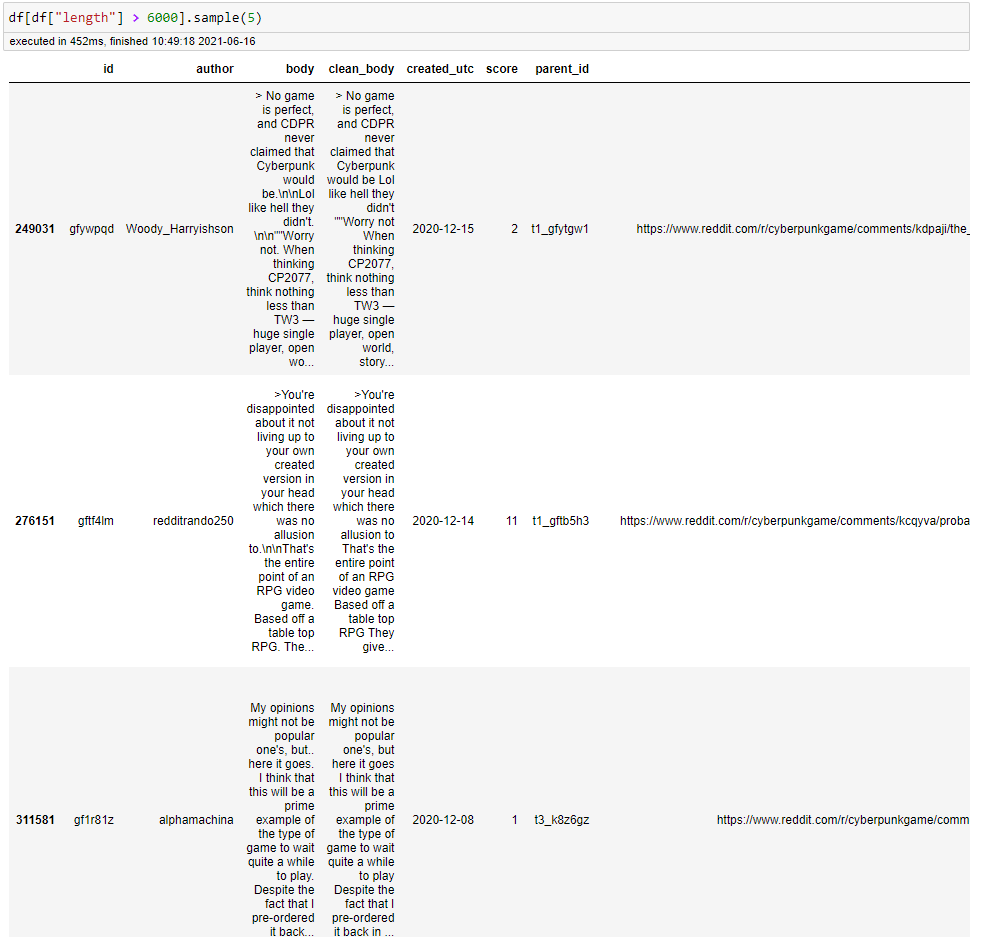 df[df["length"] > 6000].sample(5)
executed in 452ms, finished 10:49:18 2021-06-16
id author body clean_body created_utc score parent_id
249031 gfywpqd Woody_Harryishson
> No game
is perfect,
and CDPR
never
claimed that
Cyberpunk
would
be.\n\nLol
like hell they
didn't.
\n\n""Worry
not. When
thinking
CP2077,
think nothing
less than
TW3 —
huge single
player, open
wo...
> No game
is perfect,
and CDPR
never
claimed that
Cyberpunk
would be Lol
like hell they
didn't
""Worry not
When
thinking
CP2077,
think nothing
less than
TW3 —
huge single
player, open
world,
story...
2020-12-15 2 t1_gfytgw1 https://www.reddit.com/r/cyberpunkgame/comments/kdpaji/the_
276151 gftf4lm redditrando250
>You're
disappointed
about it not
living up to
your own
created
version in
your head
which there
was no
allusion
to.\n\nThat's
the entire
point of an
RPG video
game.
Based off a
table top
RPG. The...
>You're
disappointed
about it not
living up to
your own
created
version in
your head
which there
was no
allusion to
That's the
entire point
of an RPG
video game
Based off a
table top
RPG They
give...
2020-12-14 11 t1_gftb5h3 https://www.reddit.com/r/cyberpunkgame/comments/kcqyva/proba
311581 gf1r81z alphamachina
My opinions
might not be
popular
one's, but..
here it goes.
I think that
this will be a
prime
example of
the type of
game to wait
quite a while
to play.
Despite the
fact that I
pre-ordered
it back...
My opinions
might not be
popular
one's, but
here it goes
I think that
this will be a
prime
example of
the type of
game to wait
quite a while
to play
Despite the
fact that I
pre-ordered
it back in ...
2020-12-08 1 t3_k8z6gz https://www.reddit.com/r/cyberpunkgame/comm